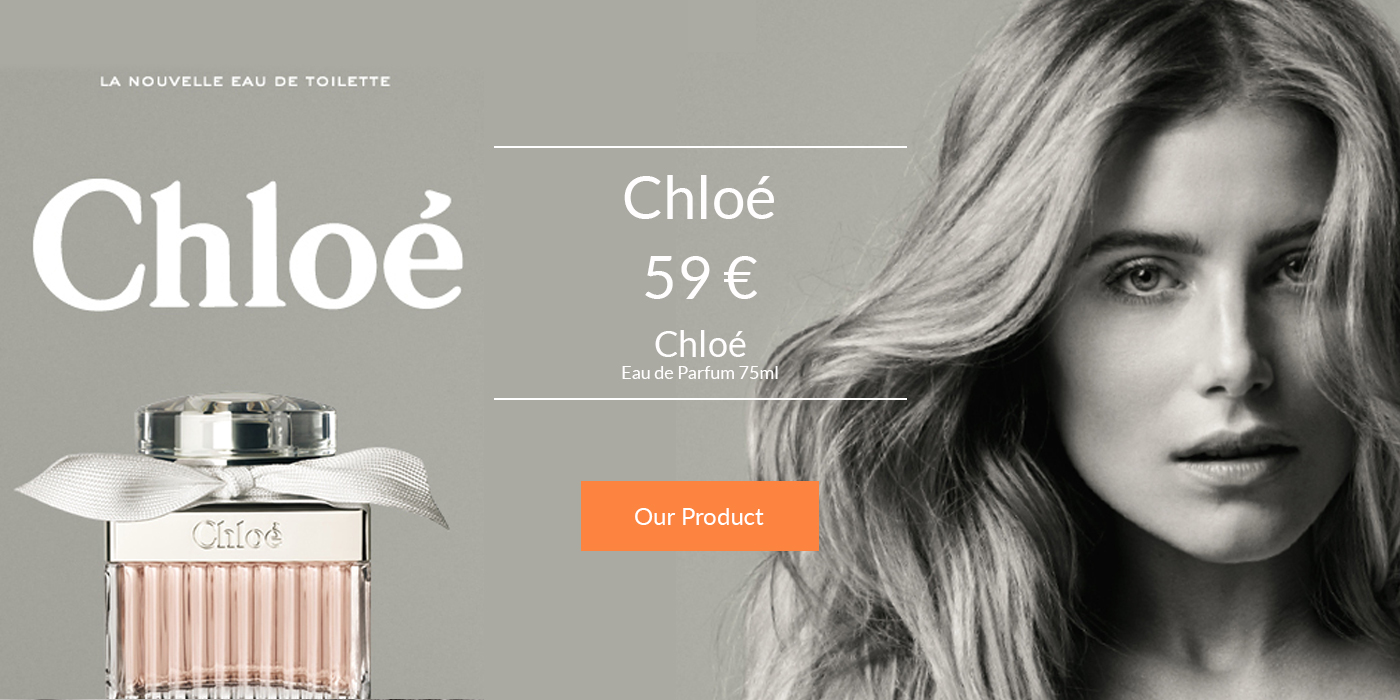 LA NOUVELLE EAU DE TOILETTE
Chloé
Chloé
Chloé
59 €
Chloé
Eau de Parfum 75ml
Our Product